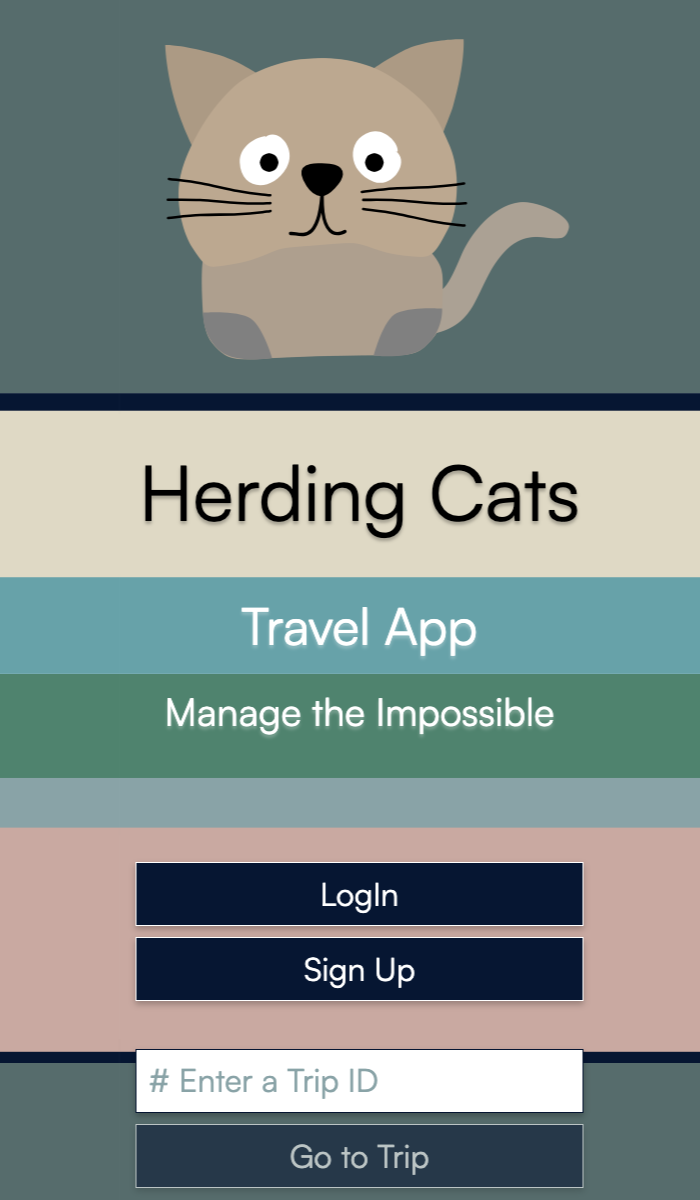 Herding Cats
Travel App
Manage the Impossible
LogIn
Sign Up
# Enter a Trip ID
Go to Trip